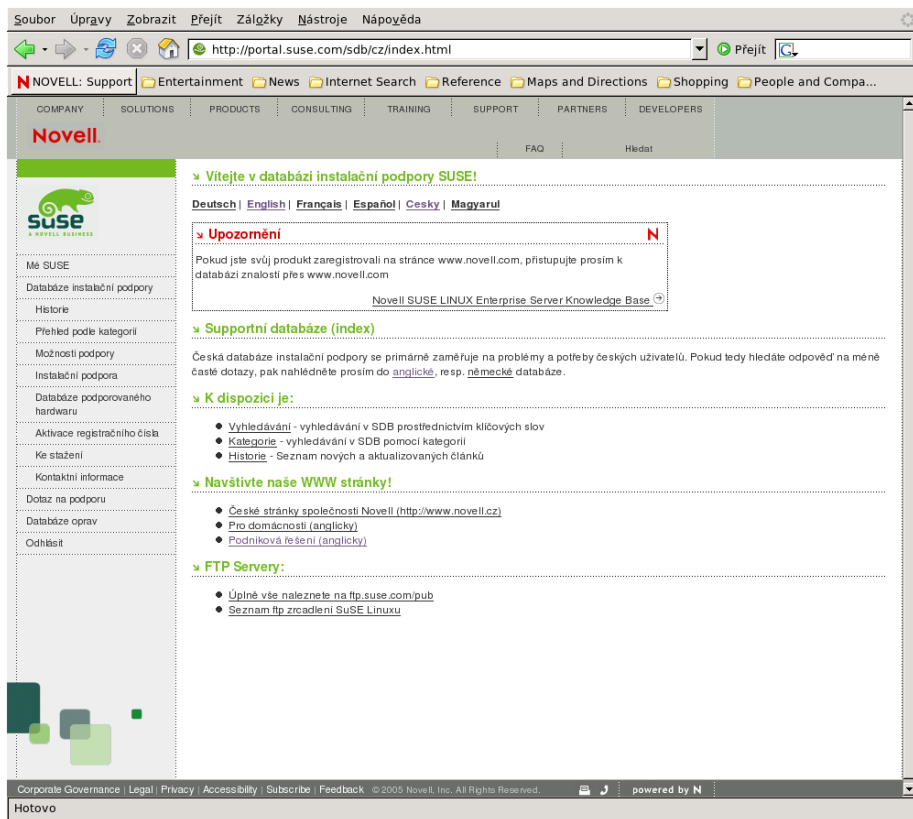 Soubor Úpravy Zobrazit Přejít Záložky Nástroje Nápověda
http://portal.suse.com/sdb/cz/index.html Přejít G
NOVELL: Support Entertainment News Internet Search Reference Maps and Directions Shopping People and Compa...
COMPANY SOLUTIONS PRODUCTS CONSULTING TRAINING SUPPORT PARTNERS DEVELOPERS
Novell.
FAQ Hledat
suse
A NOVELL BUSINESS
Mé SUSE
Databáze instalační podpory
Historie
Přehled podle kategorií
Možnosti podpory
Instalační podpora
Databáze podporovaného
hardwaru
Aktivace registračního čísla
Ke stažení
Kontaktní informace
Dotaz na podporu
Databáze oprav
Odhlásit
Vítejte v databázi instalační podpory SUSE!
Deutsch | English | Français | Español | Cesky | Magyarul
Upozornění N
Pokud jste svůj produkt zaregistrovali na stránce www.novell.com, přistupujte prosím k
databázi znalostí přes www.novell.com
Novell SUSE LINUX Enterprise Server Knowledge Base
Supportní databáze (index)
Česká databáze instalační podpory se primárně zaměřuje na problémy a potřeby českých uživatelů. Pokud tedy hledáte odpověď na méně
časté dotazy, pak nahlédněte prosím do anglické, resp. německé databáze.
K dispozici je:
Vyhledávání - vyhledávání v SDB prostřednictvím klíčových slov
Kategorie - vyhledávání v SDB pomocí kategorií
Historie - Seznam nových a aktualizovaných článků
Navštivte naše WWW stránky!
České stránky společnosti Novell (http://www.novell.cz)
Pro domácnosti (anglicky)
Podniková řešení (anglicky)
FTP Servery:
Úplně vše naleznete na ftp.suse.com/pub
Seznam ftp zrcadlení SuSE Linuxu
Corporate Governance | Legal | Privacy | Accessibility | Subscribe | Feedback © 2005 Novell, Inc. All Rights Reserved. powered by N
Hotovo